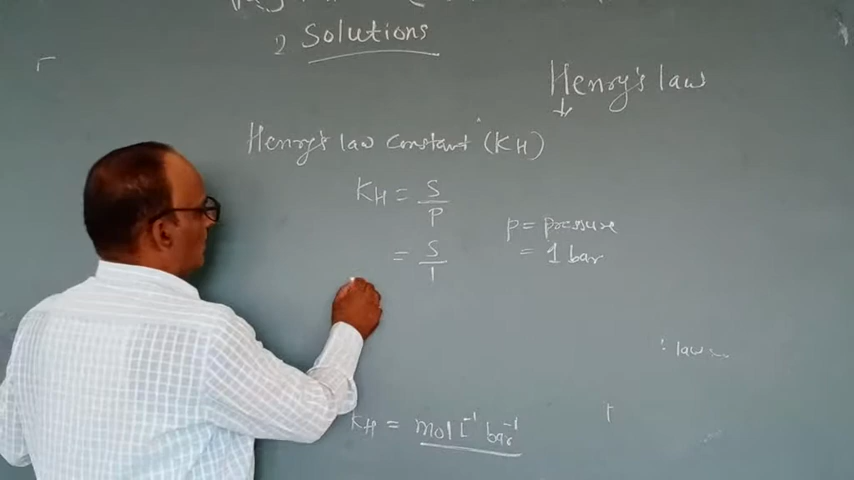 2 Solutions
Henry's law
Henry's law constant (KH)
KH = S/P
P = pressure
= S/1
= 1 bar
: law
KH = mol L⁻¹ bar⁻¹